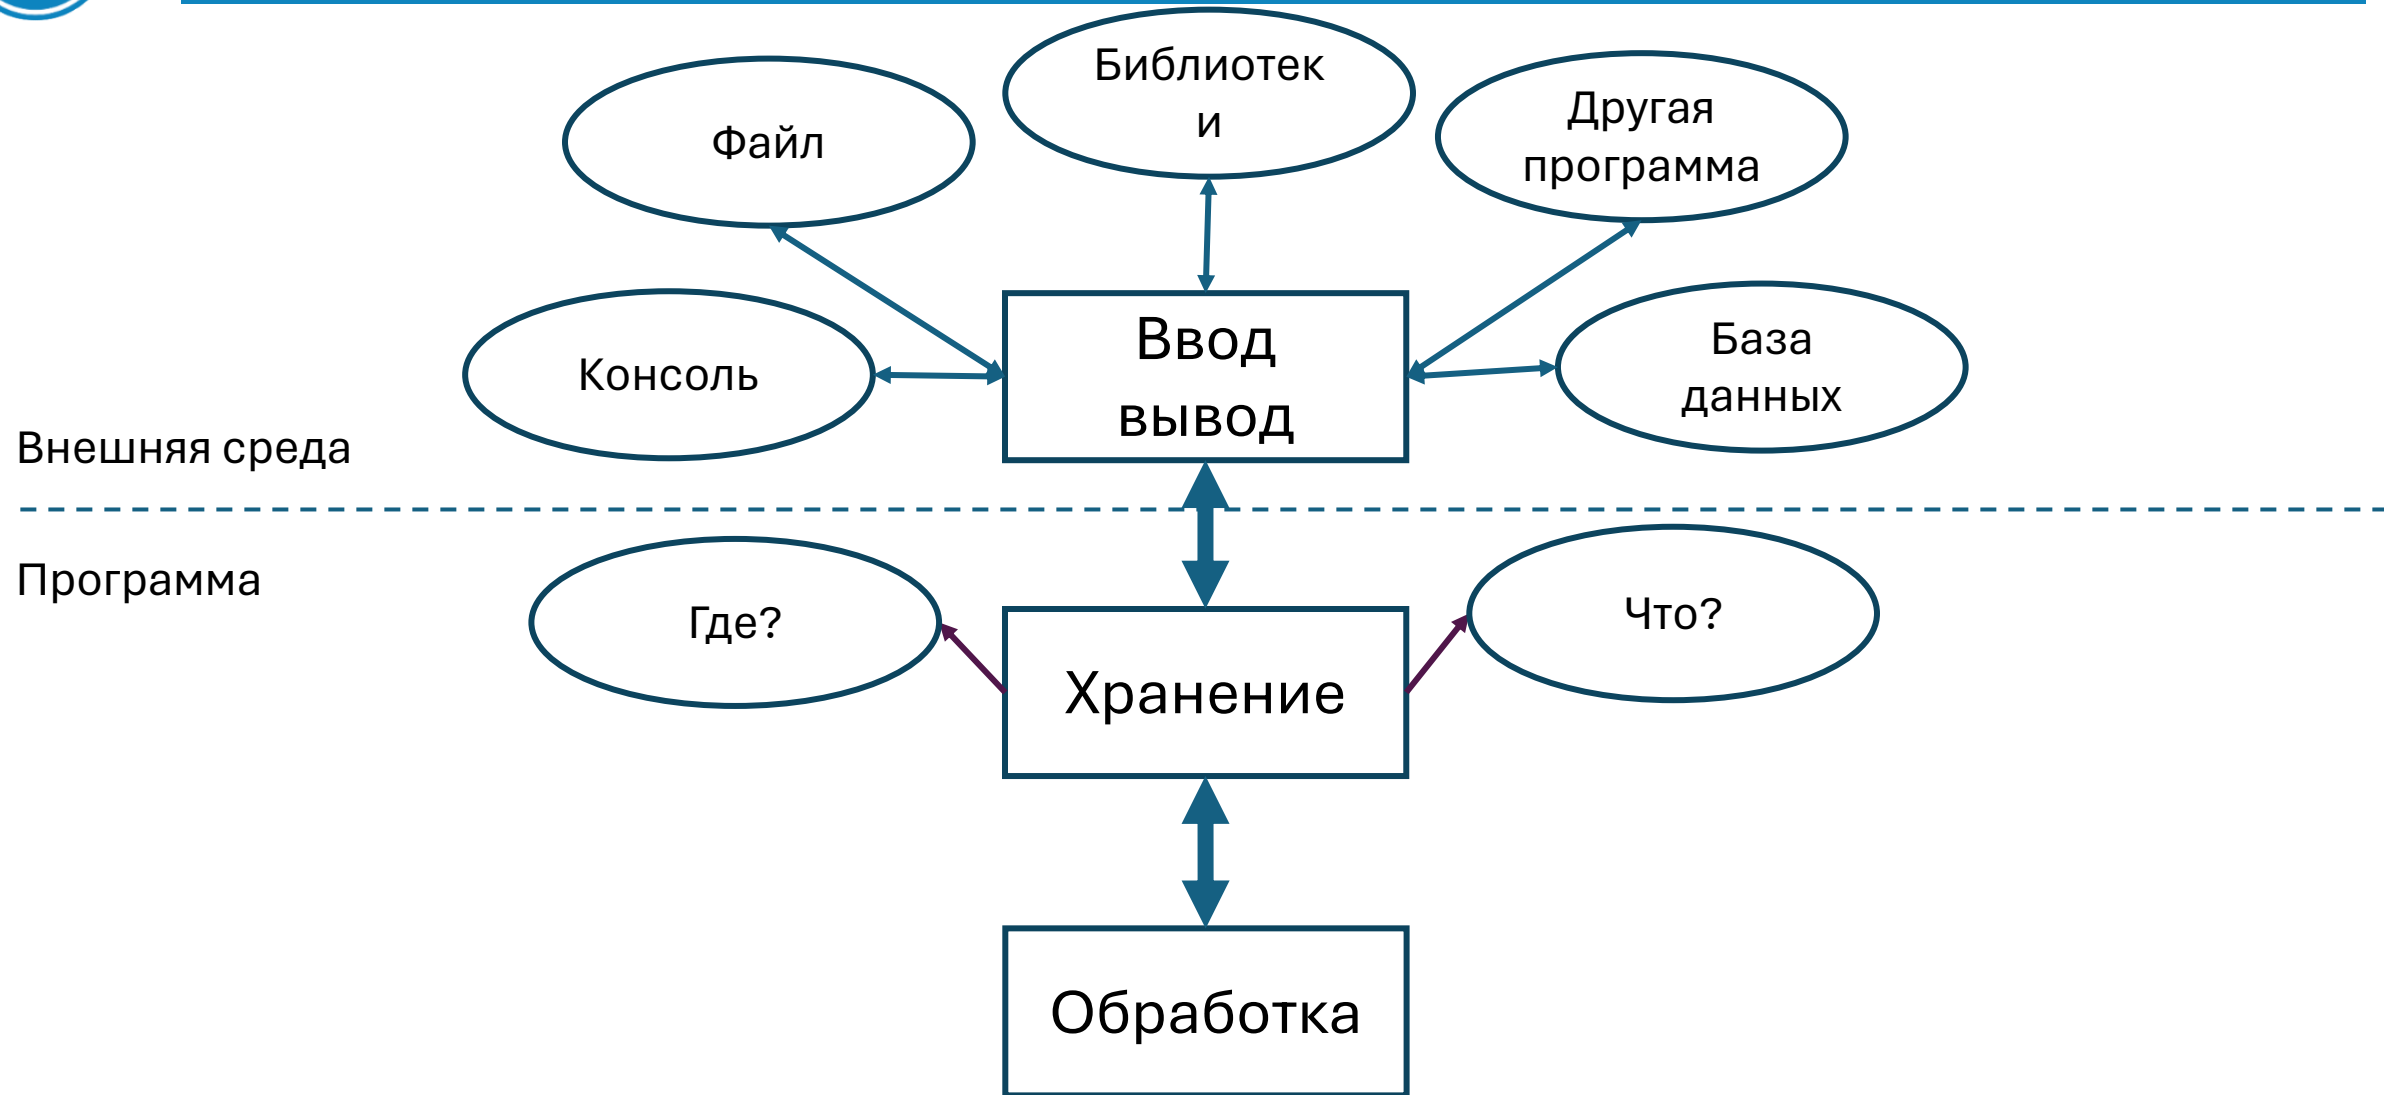 Библиотек
и
Файл
Другая
программа
Консоль
Ввод
вывод
База
данных
Внешняя среда
Программа
Где?
Что?
Хранение
Обработка